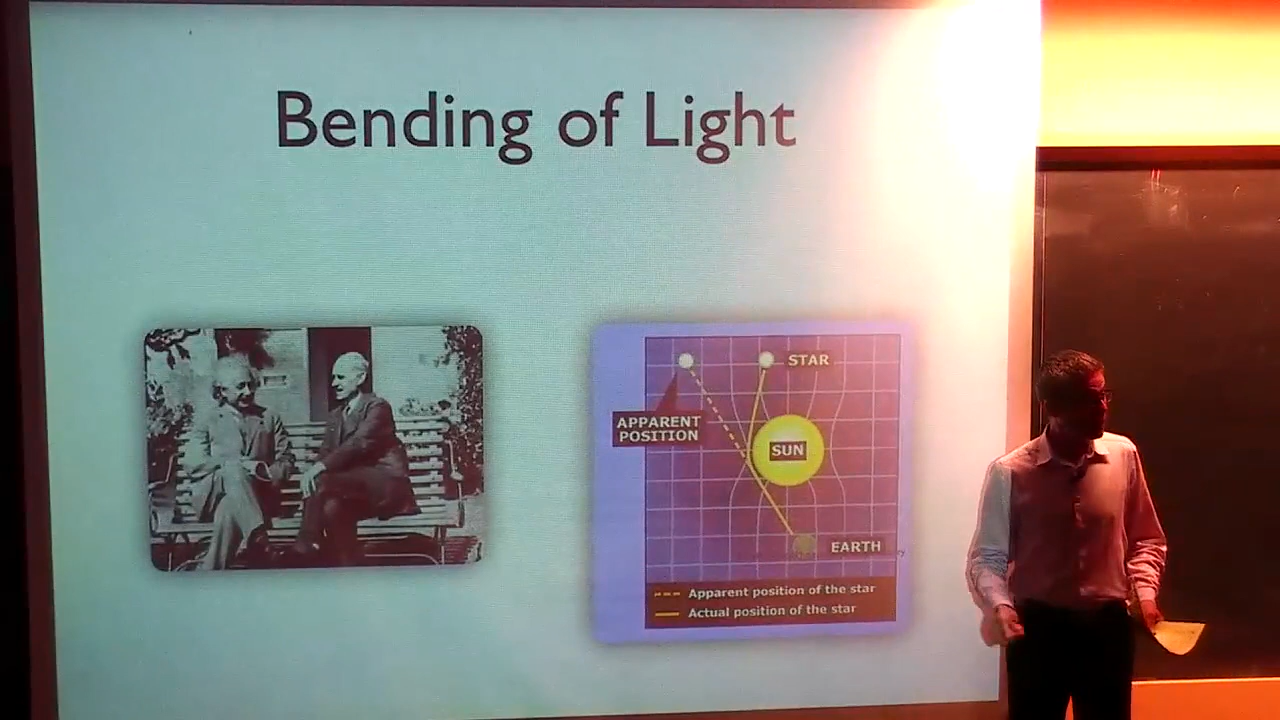 Bending of Light
STAR
APPARENT
POSITION
SUN
EARTH
Apparent position of the star
Actual position of the star